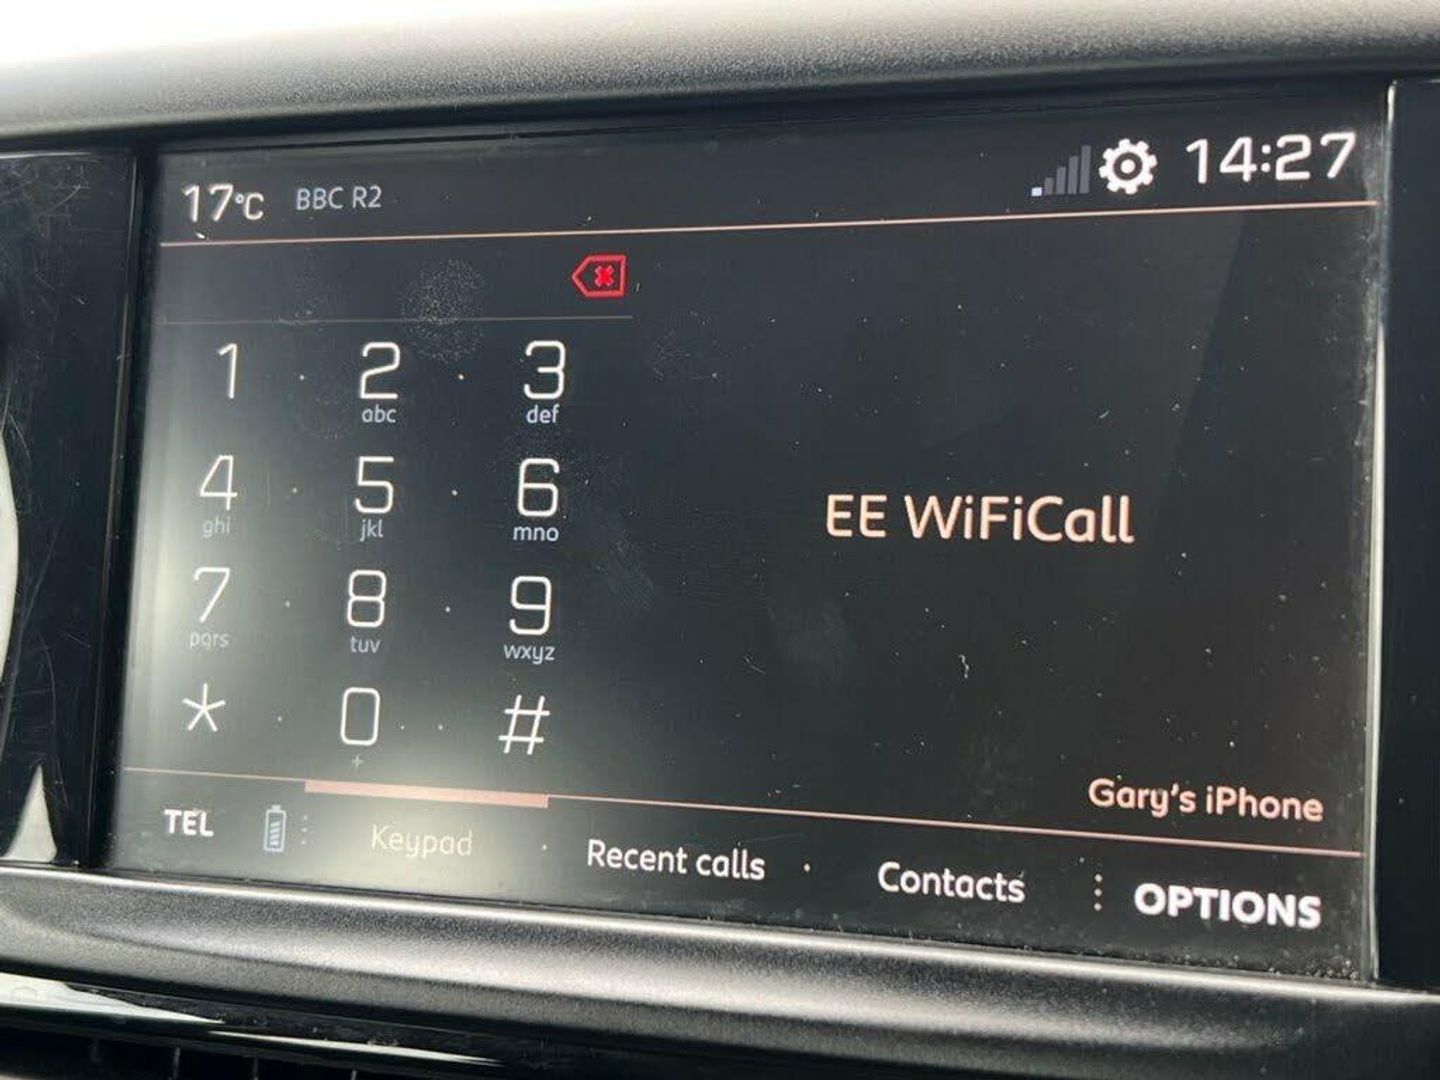 17°C BBC R2 14:27
1 2 3
abc def
4 5 6
ghi jkl mno
7 8 9
pqrs tuv wxyz
* 0 #
+
EE WiFiCall
Gary's iPhone
TEL Keypad Recent calls Contacts OPTIONS